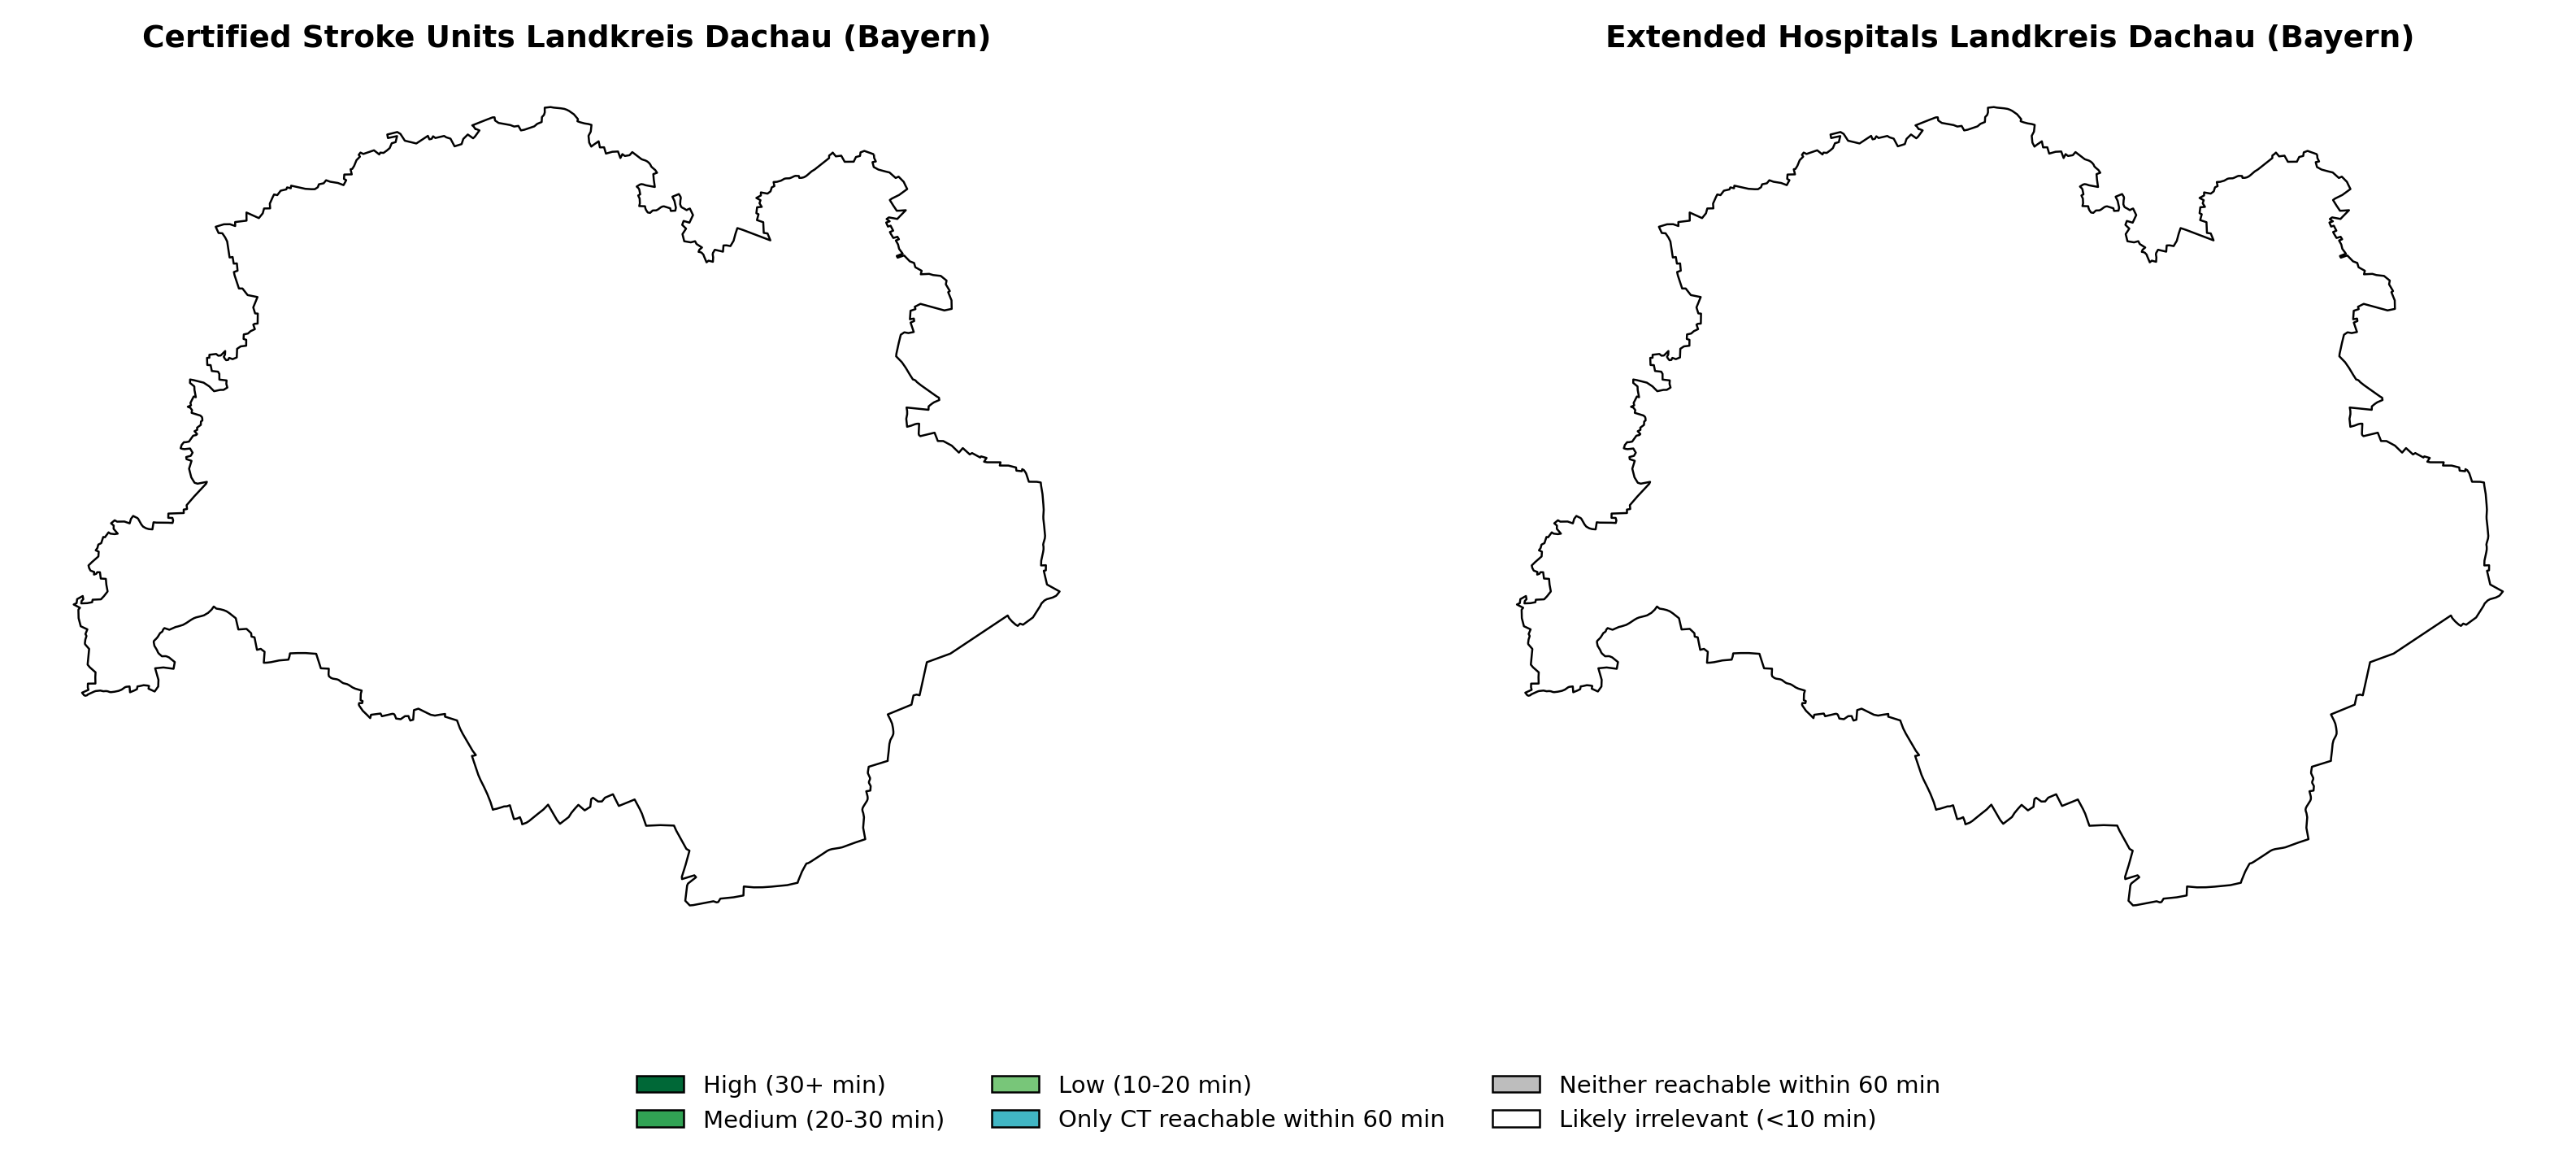 Certified Stroke Units Landkreis Dachau (Bayern)
Extended Hospitals Landkreis Dachau (Bayern)
High (30+ min)
Medium (20-30 min)
Low (10-20 min)
Only CT reachable within 60 min
Neither reachable within 60 min
Likely irrelevant (<10 min)